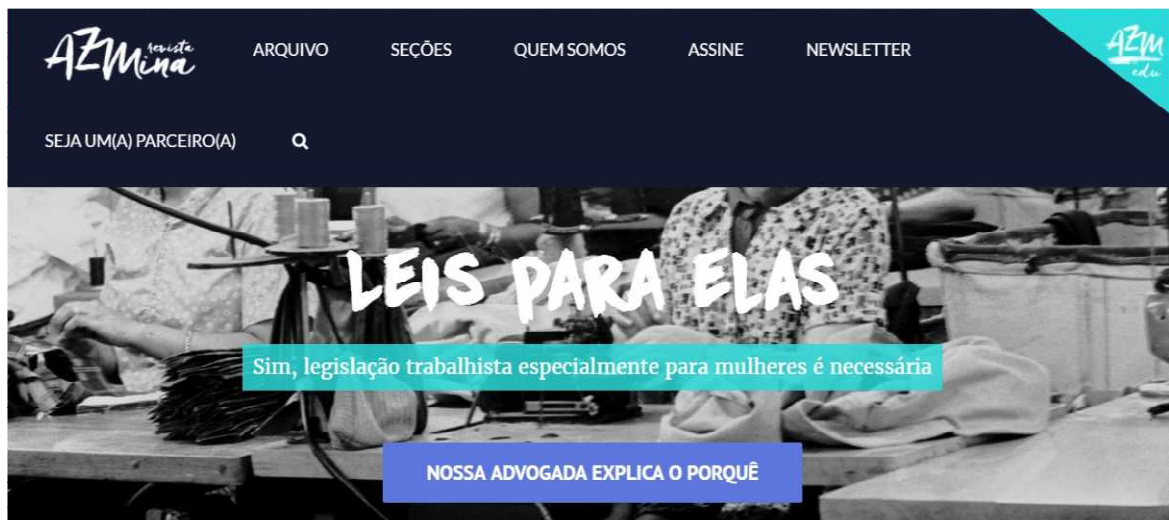 AZMina
revista
ARQUIVO
SEÇÕES
QUEM SOMOS
ASSINE
NEWSLETTER
AZM
edu
SEJA UM(A) PARCEIRO(A)
LEIS PARA ELAS
Sim, legislação trabalhista especialmente para mulheres é necessária
NOSSA ADVOGADA EXPLICA O PORQUÊ